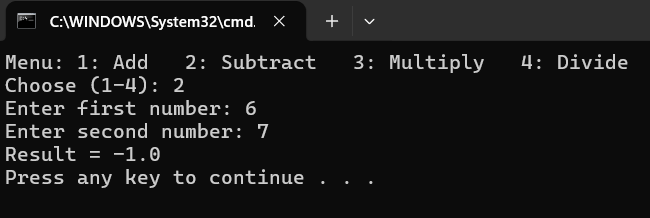 C:\WINDOWS\System32\cmd.
Menu: 1: Add   2: Subtract   3: Multiply   4: Divide
Choose (1-4): 2
Enter first number: 6
Enter second number: 7
Result = -1.0
Press any key to continue . . .